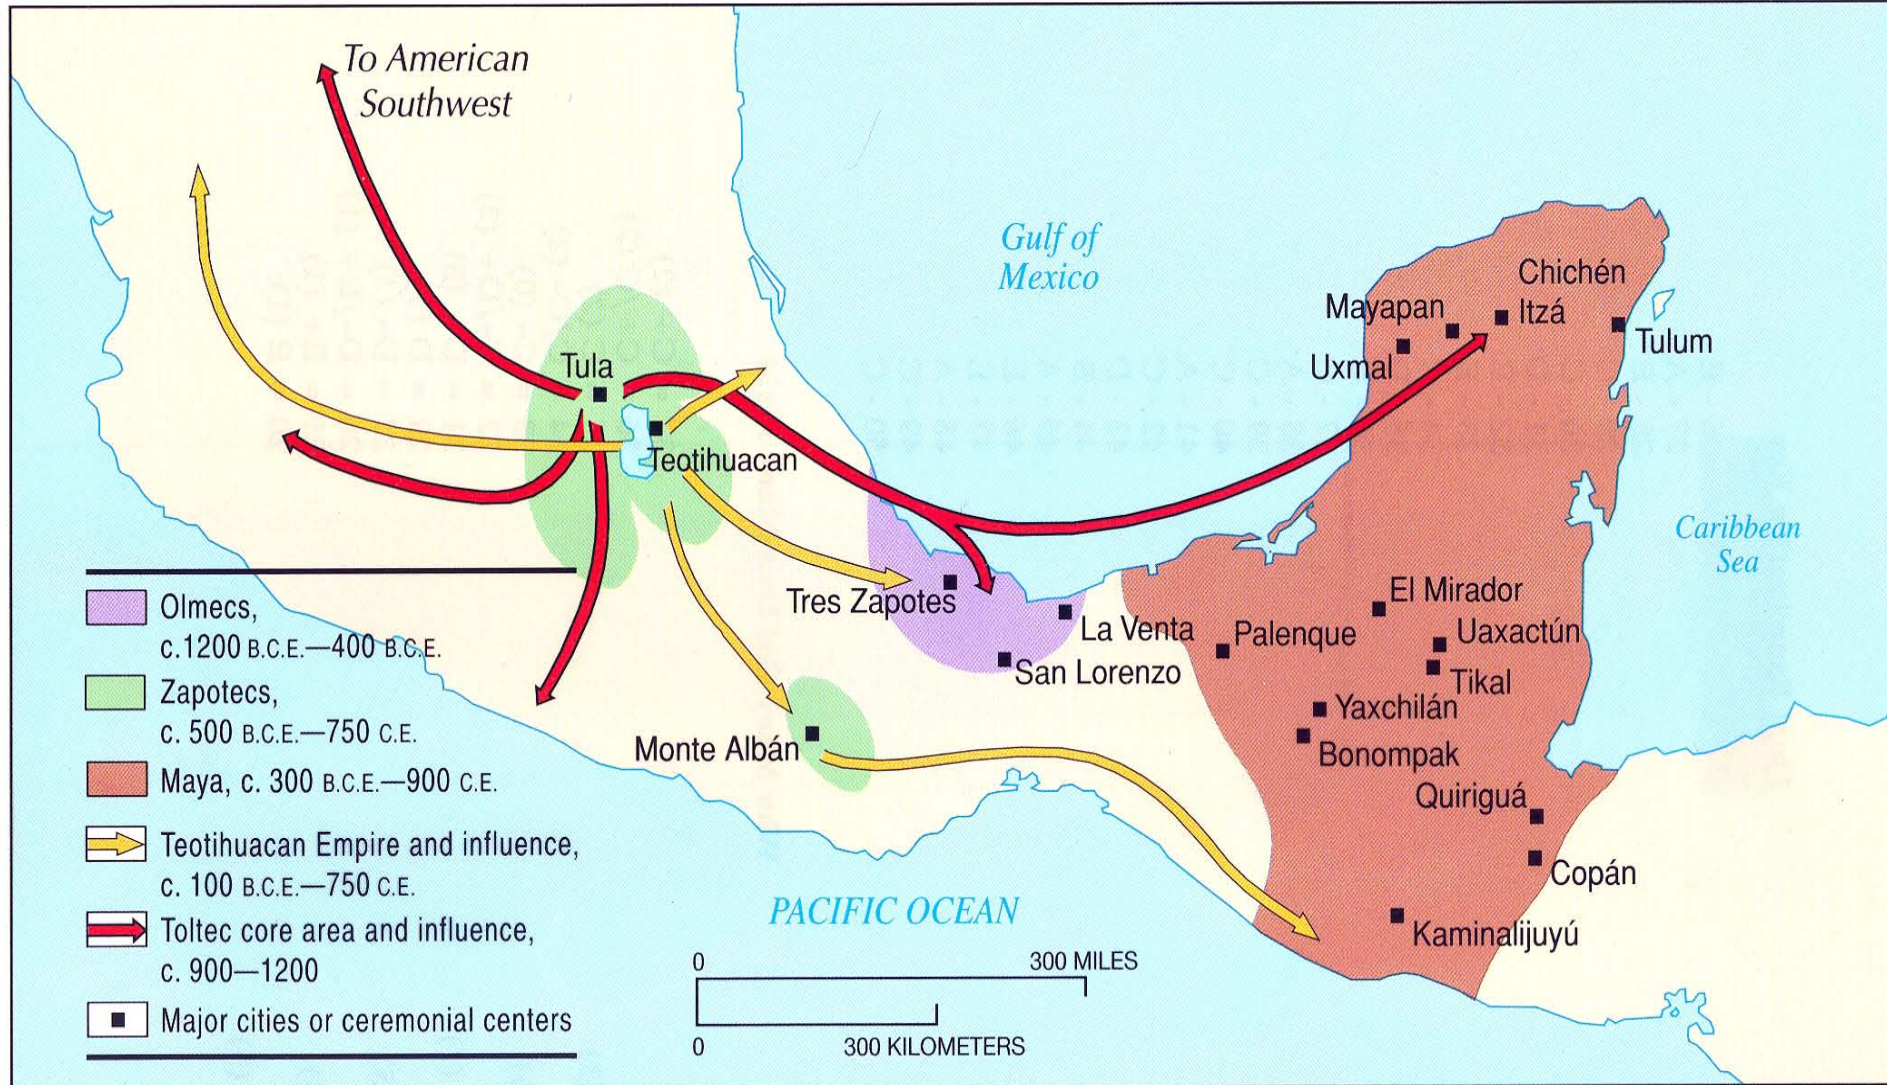 To American
Southwest
Gulf of
Mexico
Chichén
Itzá
Mayapan
Uxmal
Tulum
Tula
Teotihuacan
Caribbean
Sea
Tres Zapotes
La Venta
San Lorenzo
El Mirador
Palenque
Uaxactún
Tikal
Yaxchilán
Bonompak
Monte Albán
Quiriguá
Copán
Kaminalijuyú
PACIFIC OCEAN
Olmecs,
c.1200 B.C.E.—400 B.C.E.
Zapotecs,
c. 500 B.C.E.—750 C.E.
Maya, c. 300 B.C.E.—900 C.E.
Teotihuacan Empire and influence,
c. 100 B.C.E.—750 C.E.
Toltec core area and influence,
c. 900—1200
Major cities or ceremonial centers
0 300 MILES
0 300 KILOMETERS